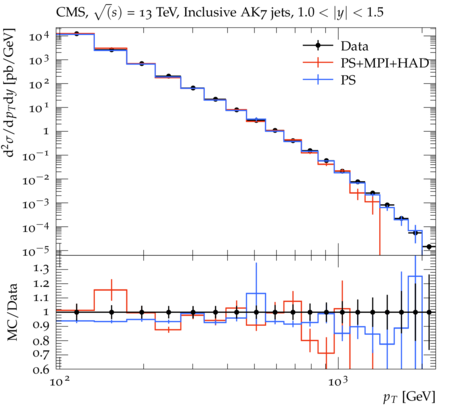 CMS, √(s) = 13 TeV, Inclusive AK7 jets, 1.0 < |y| < 1.5
d²σ/dp_T dy [pb/GeV]
10⁴
10³
10²
10¹
1
10⁻¹
10⁻²
10⁻³
10⁻⁴
10⁻⁵
Data
PS+MPI+HAD
PS
MC/Data
1.3
1.2
1.1
1
0.9
0.8
0.7
0.6
10²
10³
p_T [GeV]